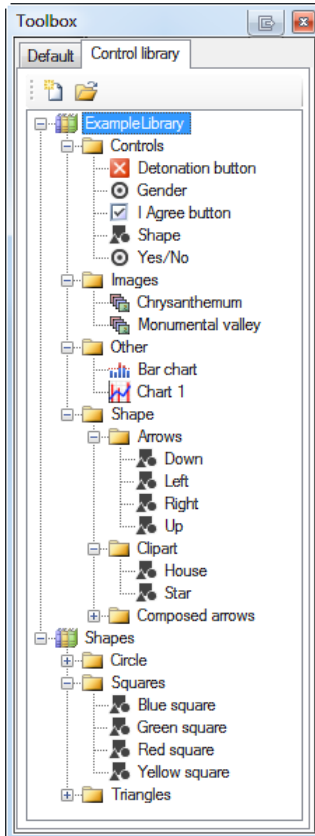 Toolbox
Default Control library
ExampleLibrary
Controls
Detonation button
Gender
I Agree button
Shape
Yes/No
Images
Chrysanthemum
Monumental valley
Other
Bar chart
Chart 1
Shape
Arrows
Down
Left
Right
Up
Clipart
House
Star
Composed arrows
Shapes
Circle
Squares
Blue square
Green square
Red square
Yellow square
Triangles